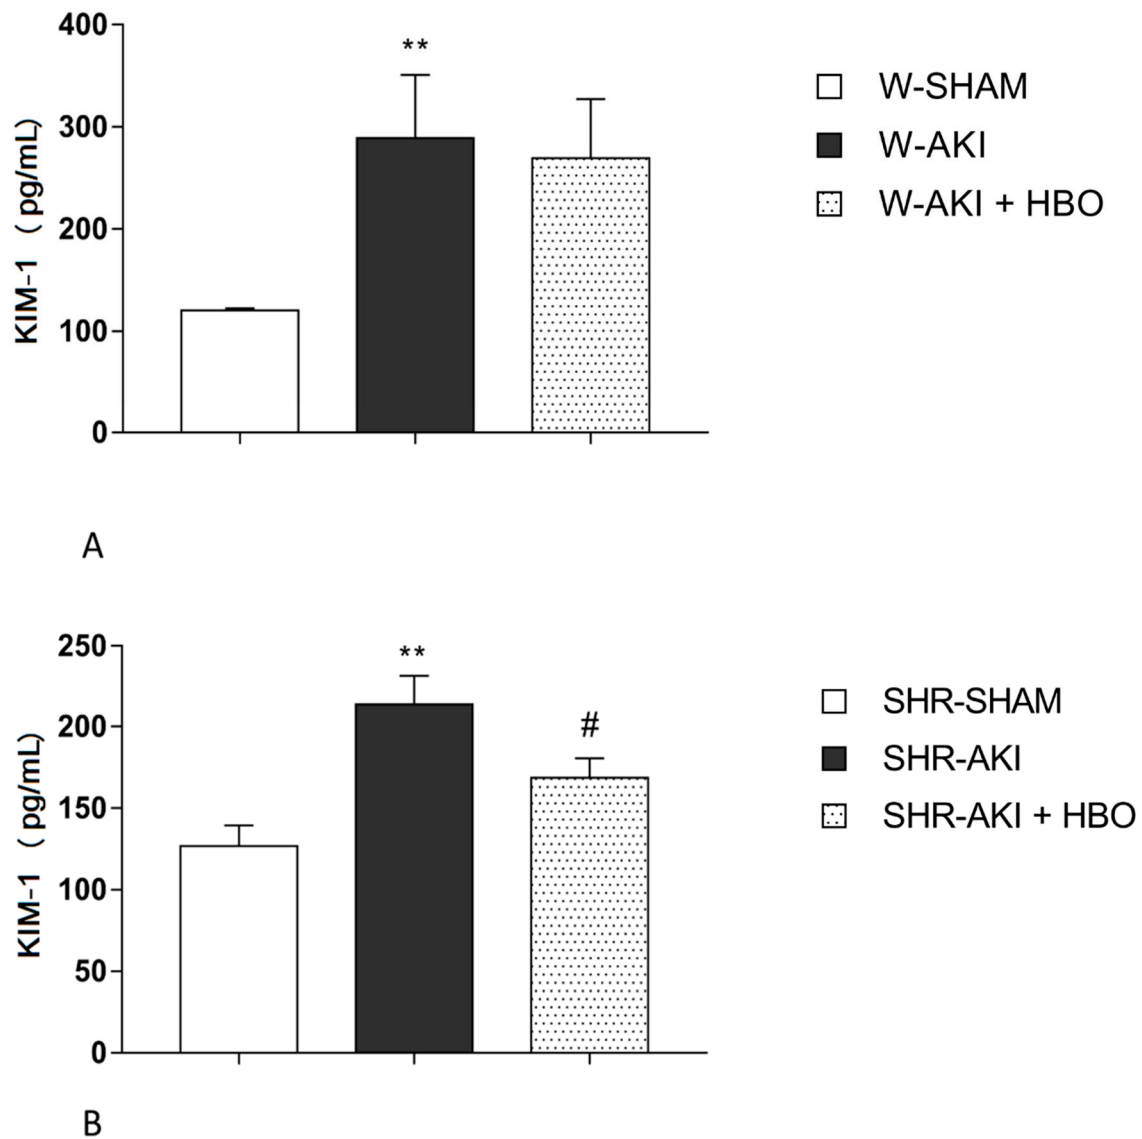 400
300
200
100
0
KIM-1 ( pg/mL)
**
W-SHAM
W-AKI
W-AKI + HBO
A
250
200
150
100
50
0
KIM-1 ( pg/mL)
**
#
SHR-SHAM
SHR-AKI
SHR-AKI + HBO
B